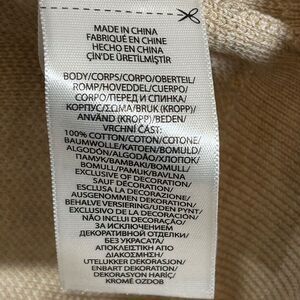 MADE IN CHINA
FABRIQUÉ EN CHINE
HECHO EN CHINA
ÇİN'DE ÜRETİLMİŞTİR
BODY/CORPS/CORPO/OBERTEIL/
ROMP/HOVEDDEL/CUERPO/
CORPO/ПЕРЕД И СПИНКА/
КОРПУС/ΣΩΜΑ/BRUK (KROPP)/
ANVÄND (KROPP)/BEDEN/
VRCHNÍ ČÁST:
100% COTTON/COTON/COTONE/
BAUMWOLLE/KATOEN/BOMULD/
ALGODÓN/ALGODÃO/ХЛОПОК/
ПАМУК/ΒΑΜΒΑΚΙ/BOMULL/
BOMULL/PAMUK/BAVLNA
EXCLUSIVE OF DECORATION/
SAUF DÉCORATION/
ESCLUSA LA DECORAZIONE/
AUSGENOMMEN DEKORATION/
BEHALVE VERSIERING/UDEN PYNT/
EXCLUSIVO DE LA DECORACIÓN/
NÃO INCLUI DECORAÇÃO/
ЗА ИСКЛЮЧЕНИЕМ
ДЕКОРАТИВНОЙ ОТДЕЛКИ/
БЕЗ УКРАСАТА/
ΑΠΟΚΛΕΙΣΤΙΚΗ ΑΠΟ
ΔΙΑΚΟΣΜΗΣΗ/
UTELUKKER DEKORASJON/
ENBART DEKORATION/
DEKORASYON HARİÇ/
KROMĚ OZDOB